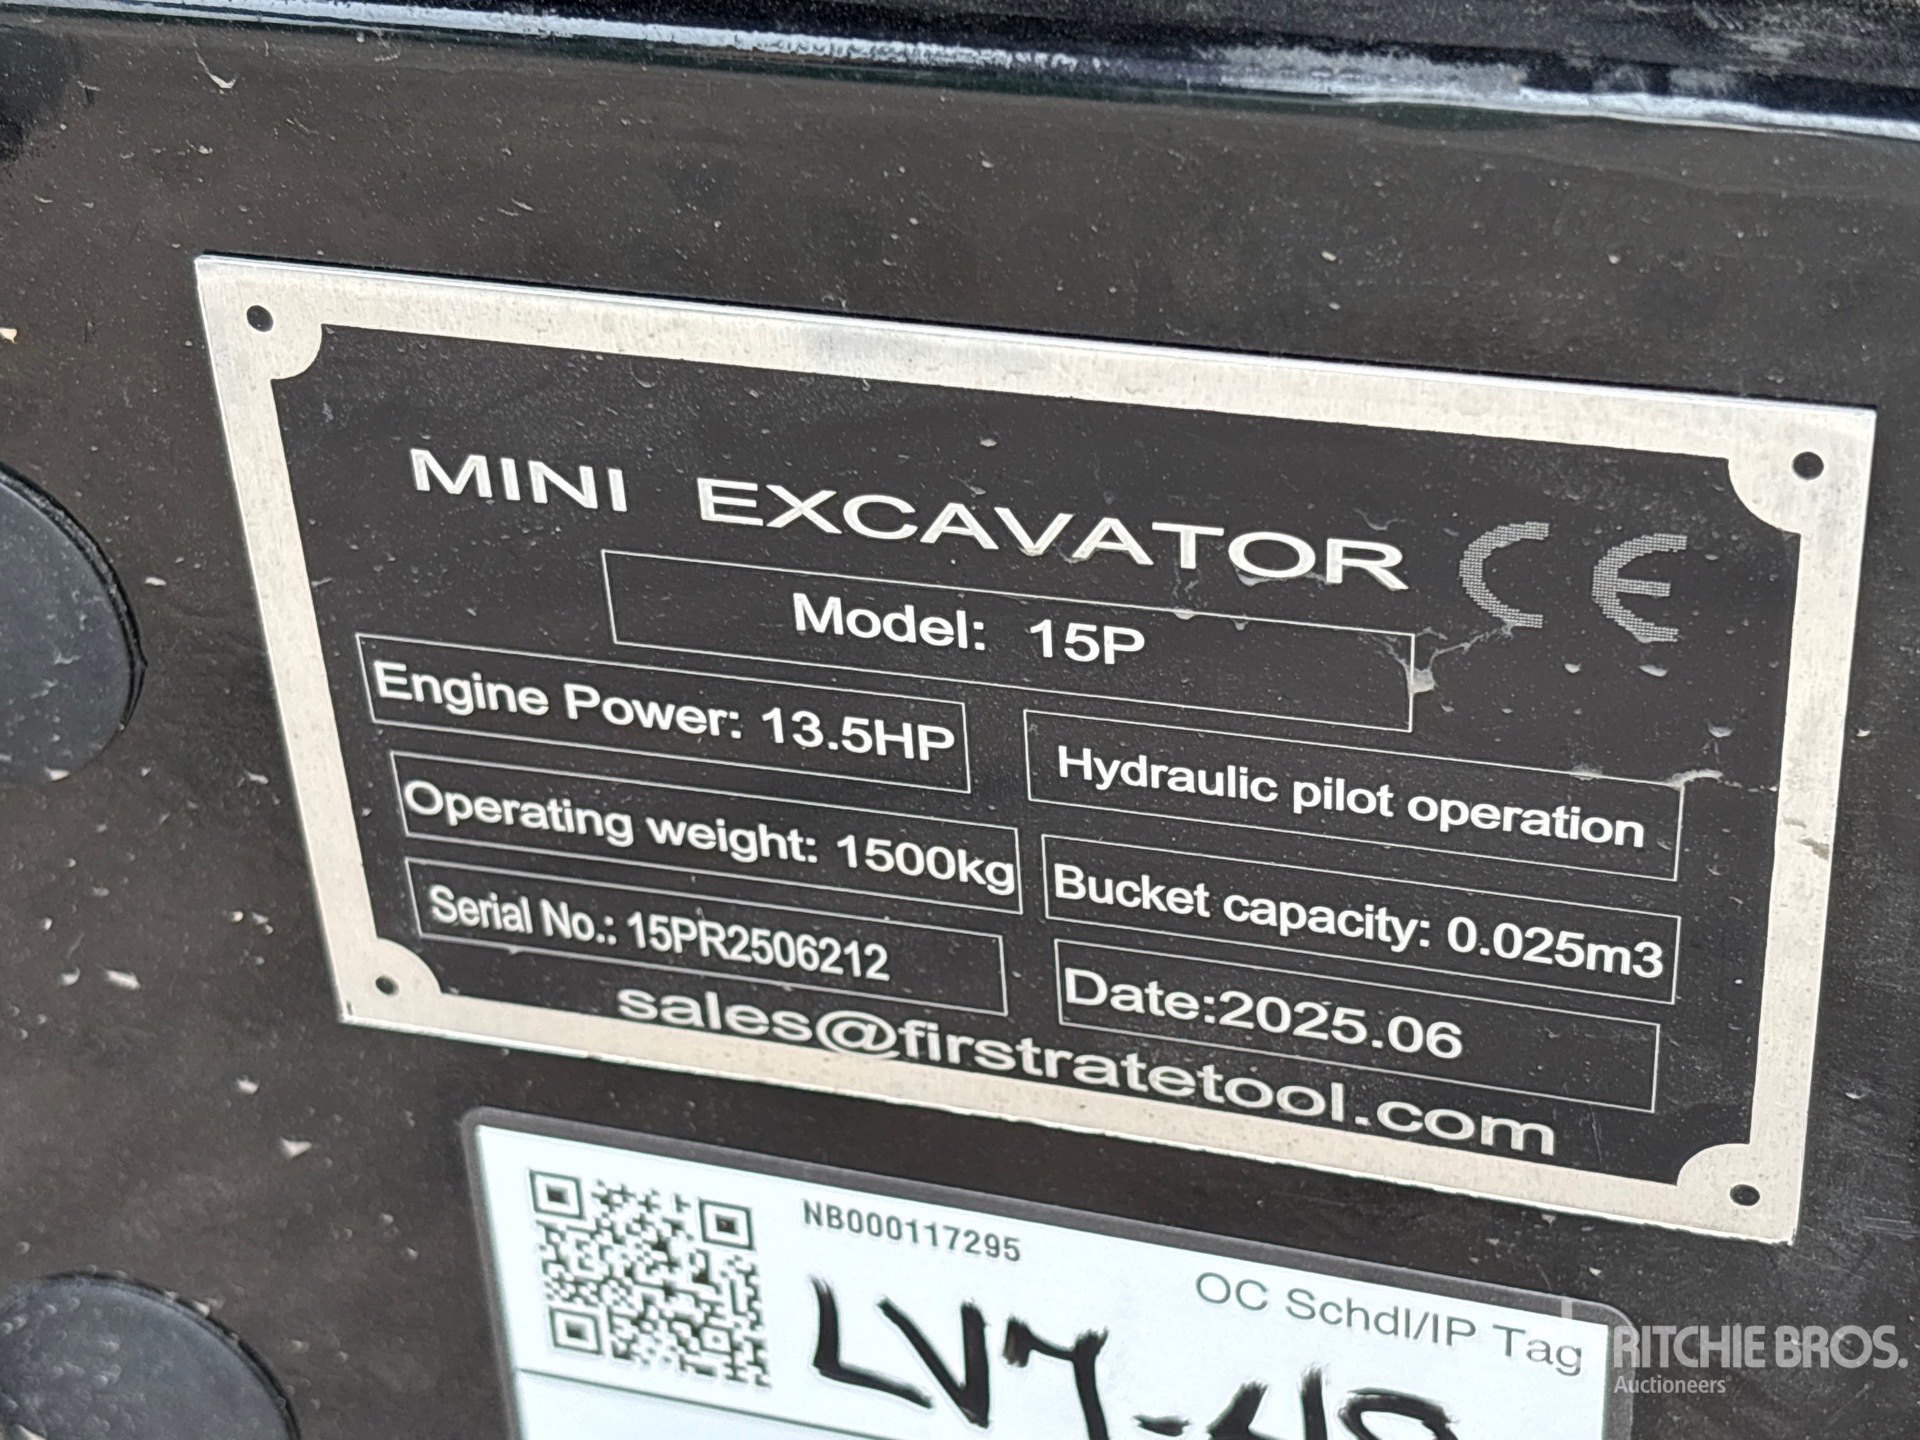 MINI EXCAVATOR CE
Model: 15P
Engine Power: 13.5HP
Hydraulic pilot operation
Operating weight: 1500kg
Bucket capacity: 0.025m3
Serial No.: 15PR2506212
Date:2025.06
sales@firstratetool.com
NB000117295
OC Schdl/IP Tag
RITCHIE BROS.
Auctioneers